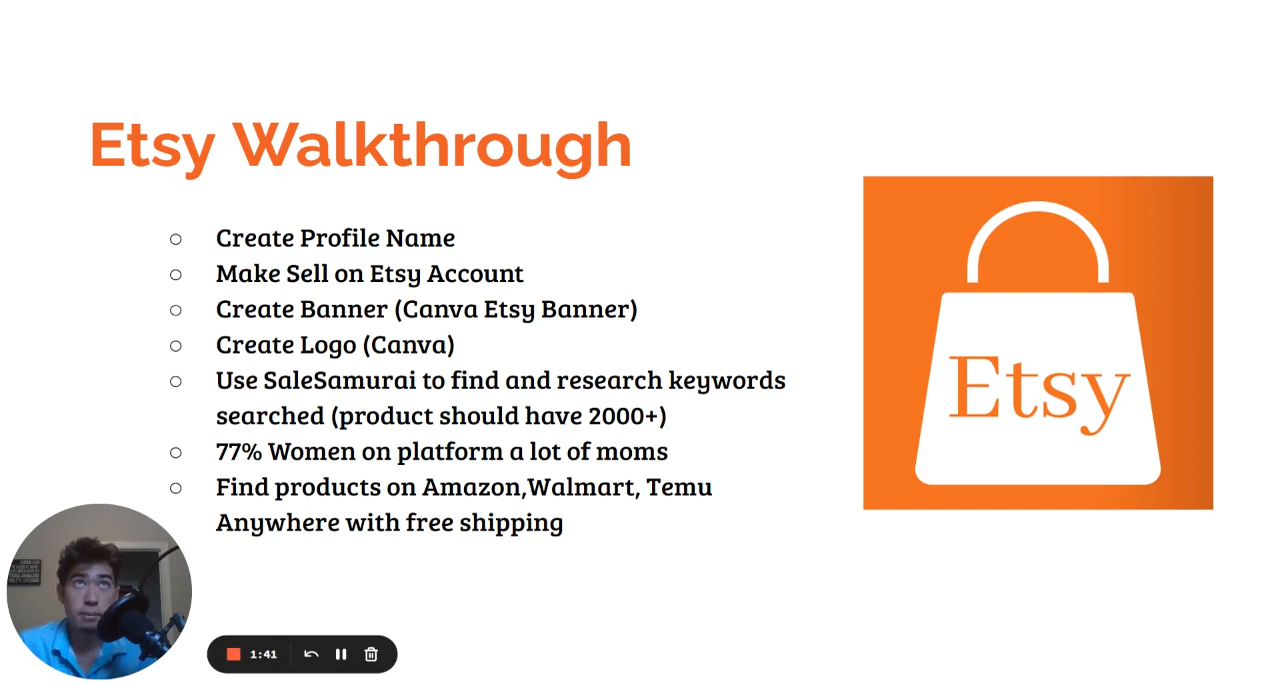 Etsy Walkthrough
Create Profile Name
Make Sell on Etsy Account
Create Banner (Canva Etsy Banner)
Create Logo (Canva)
Use SaleSamurai to find and research keywords
searched (product should have 2000+)
77% Women on platform a lot of moms
Find products on Amazon,Walmart, Temu
Anywhere with free shipping
Etsy
1:41